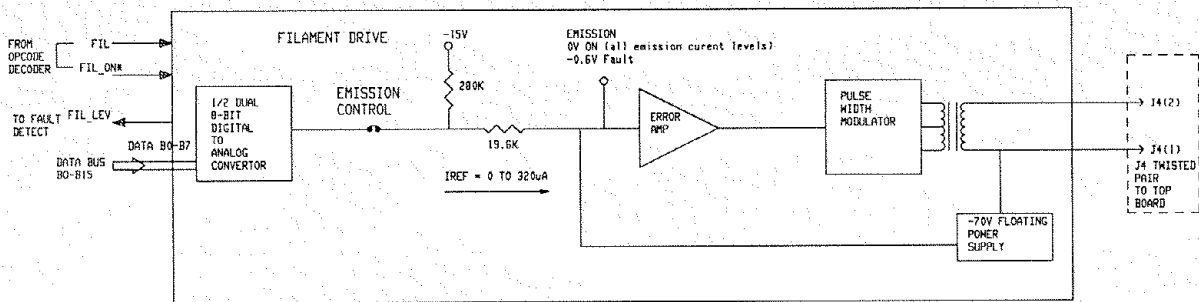 FROM
OPCODE
DECODER
FIL
FIL_ON*
TO FAULT
DETECT
FIL_LEV
DATA B0-B7
DATA BUS
B0-B15
FILAMENT DRIVE
1/2 DUAL
8-BIT
DIGITAL
TO
ANALOG
CONVERTOR
EMISSION
CONTROL
-15V
280K
19.6K
IREF = 0 TO 320uA
EMISSION
0V ON (all emission curent levels)
-0.6V Fault
ERROR
AMP
PULSE
WIDTH
MODULATOR
-70V FLOATING
POWER
SUPPLY
J4(2)
J4(1)
J4 TWISTED
PAIR
TO TOP
BOARD